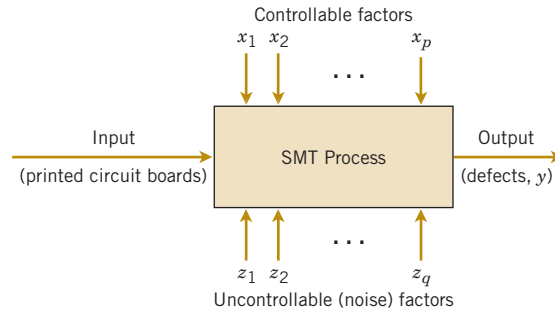 Controllable factors
x1 x2 ... xp
Input
(printed circuit boards)
SMT Process
Output
(defects, y)
...
z1 z2 zq
Uncontrollable (noise) factors